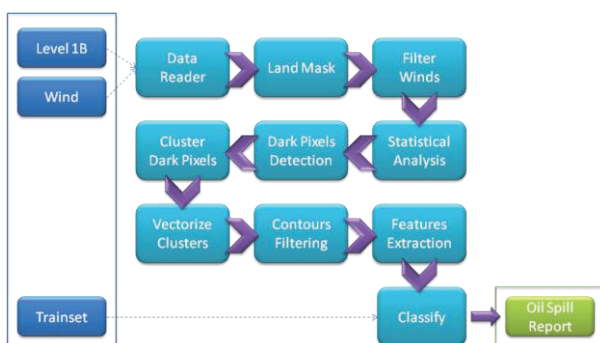 Level 1B
Wind
Data
Reader
Land Mask
Filter
Winds
Cluster
Dark Pixels
Dark Pixels
Detection
Statistical
Analysis
Vectorize
Clusters
Contours
Filtering
Features
Extraction
Trainset
Classify
Oil Spill
Report